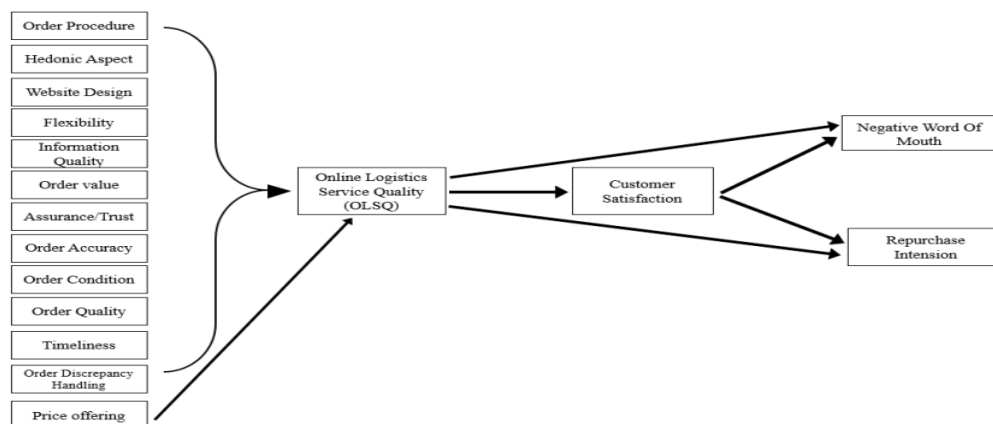 Order Procedure
Hedonic Aspect
Website Design
Flexibility
Information
Quality
Order value
Assurance/Trust
Order Accuracy
Order Condition
Order Quality
Timeliness
Order Discrepancy
Handling
Price offering
Online Logistics
Service Quality
(OLSQ)
Customer
Satisfaction
Negative Word Of
Mouth
Repurchase
Intension